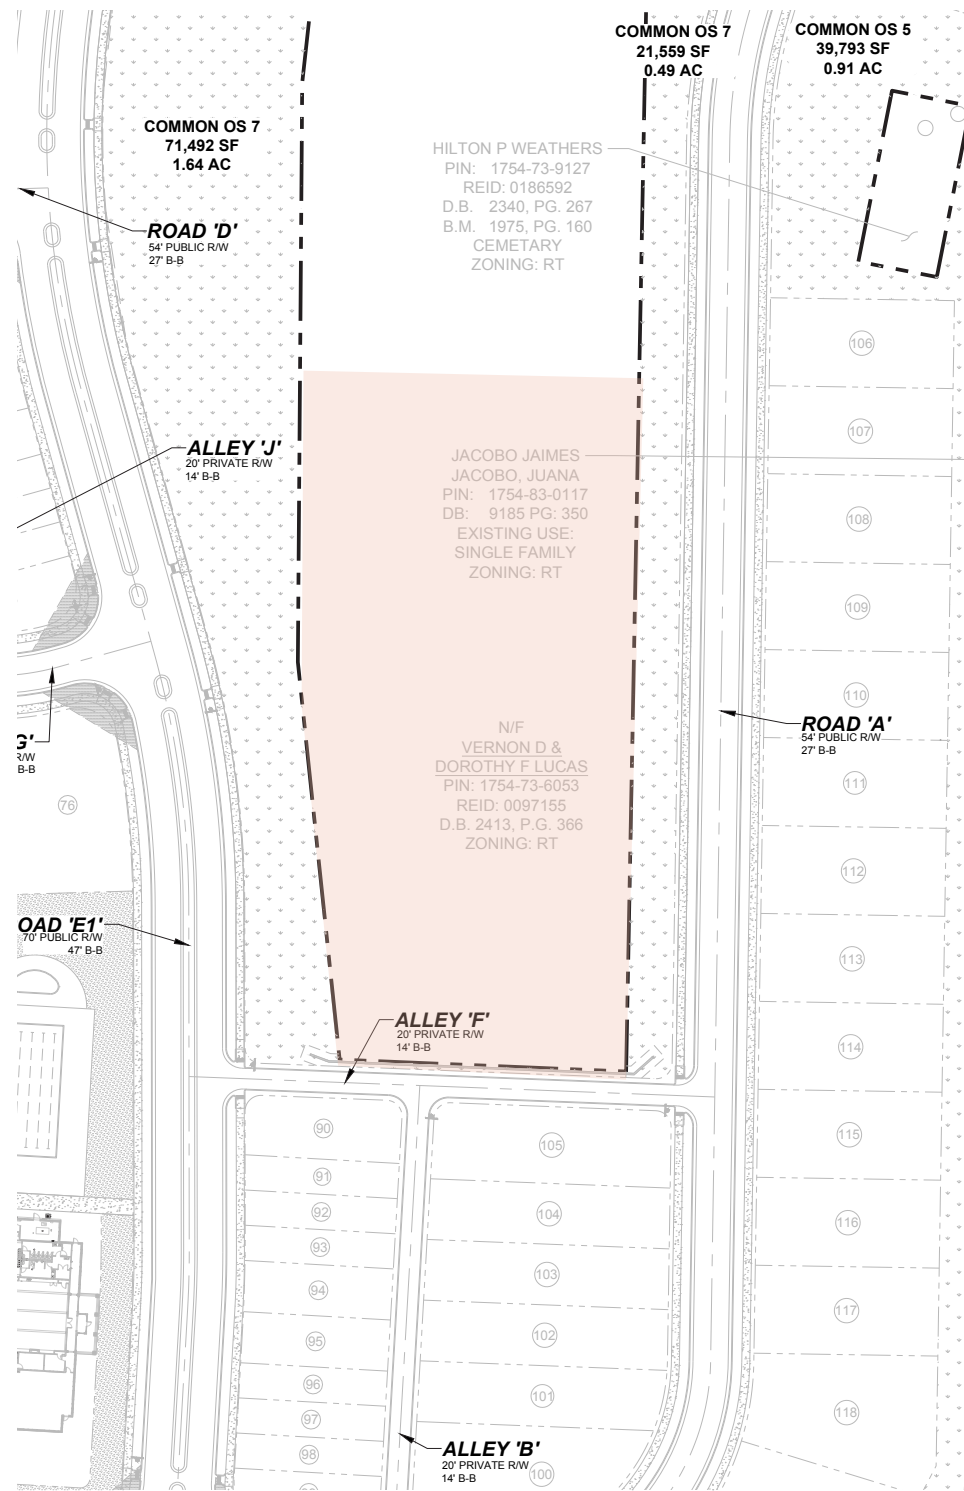 COMMON OS 7
21,559 SF
0.49 AC
COMMON OS 5
39,793 SF
0.91 AC
COMMON OS 7
71,492 SF
1.64 AC
HILTON P WEATHERS
PIN: 1754-73-9127
REID: 0186592
D.B. 2340, PG. 267
B.M. 1975, PG. 160
CEMETARY
ZONING: RT
ROAD 'D'
54' PUBLIC R/W
27' B-B
106
107
ALLEY 'J'
20' PRIVATE R/W
14' B-B
JACOBO JAIMES
JACOBO, JUANA
PIN: 1754-83-0117
DB: 9185 PG: 350
EXISTING USE:
SINGLE FAMILY
ZONING: RT
108
109
110
ROAD 'A'
54' PUBLIC R/W
27' B-B
G'
R/W
B-B
N/F
VERNON D &
DOROTHY F LUCAS
PIN: 1754-73-6053
REID: 0097155
D.B. 2413, P.G. 366
ZONING: RT
76
111
112
OAD 'E1'
70' PUBLIC R/W
47' B-B
113
ALLEY 'F'
20' PRIVATE R/W
14' B-B
114
90
105
115
91
92
104
116
93
103
94
117
95
102
96
101
97
118
98
ALLEY 'B'
20' PRIVATE R/W
14' B-B
100